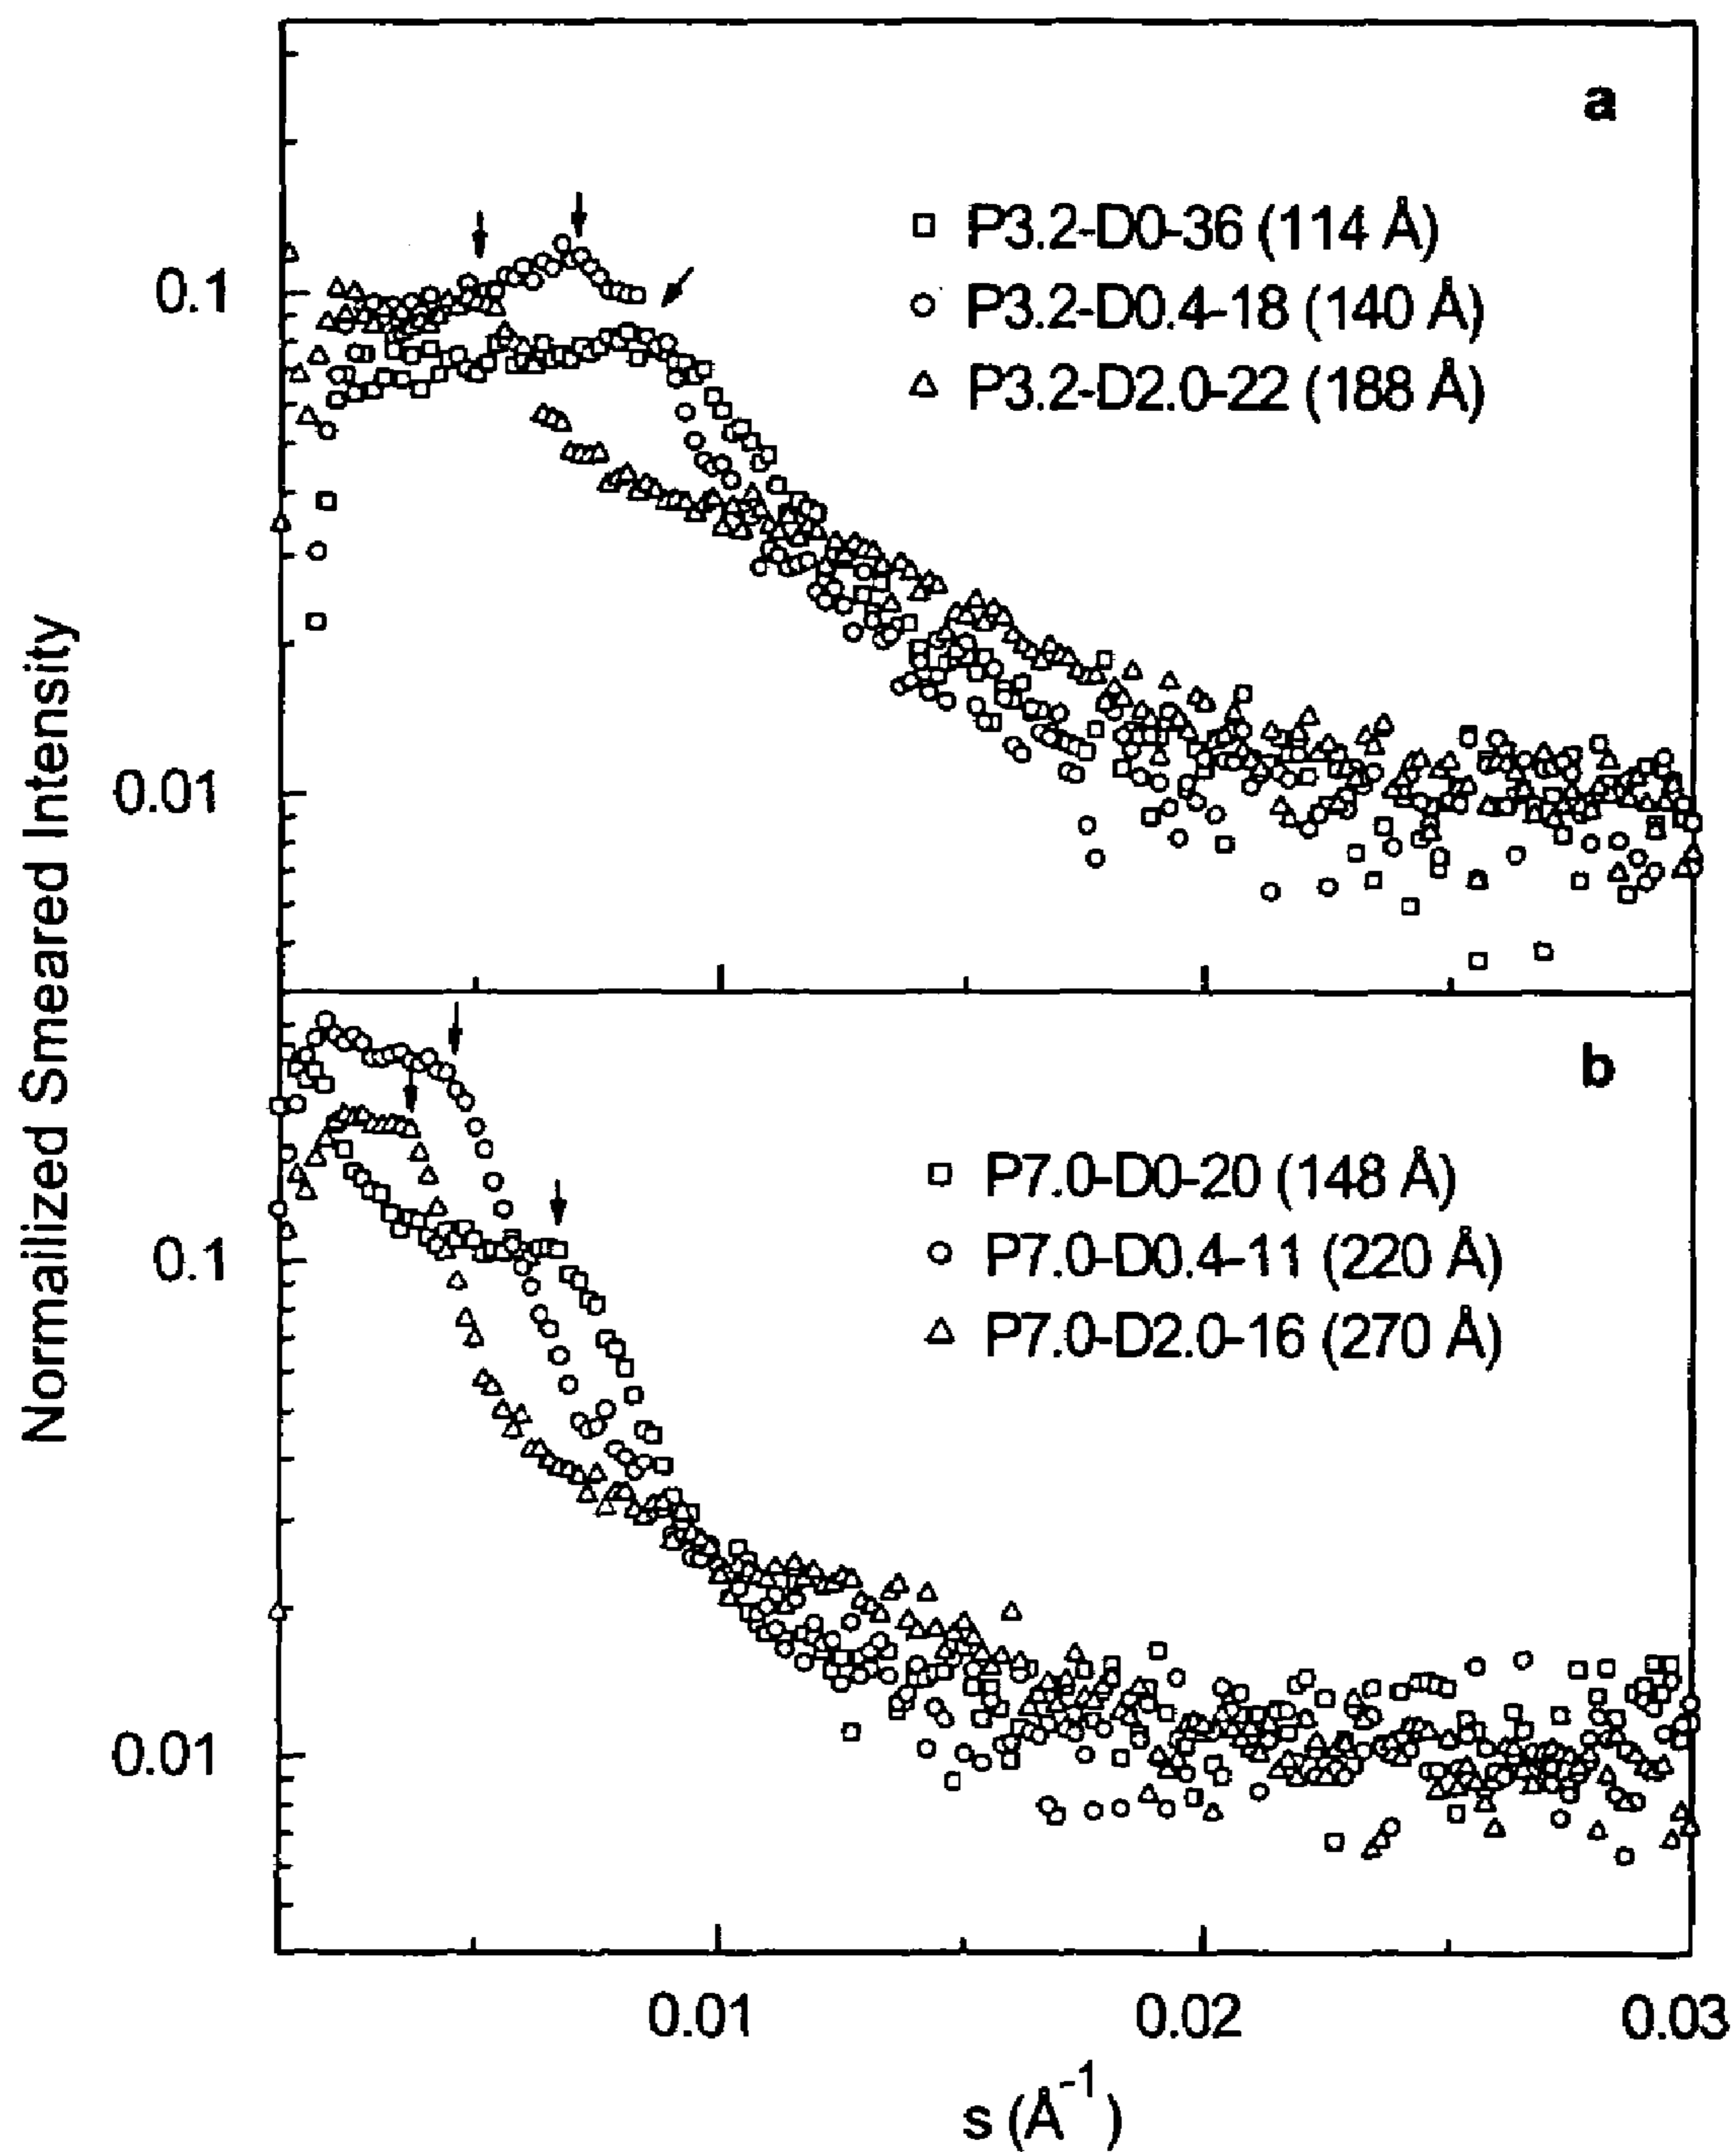 a
P3.2-D0-36 (114 Å)
P3.2-D0.4-18 (140 Å)
P3.2-D2.0-22 (188 Å)
0.1
0.01
Normailized Smeared Intensity
b
P7.0-D0-20 (148 Å)
P7.0-D0.4-11 (220 Å)
P7.0-D2.0-16 (270 Å)
0.1
0.01
0.01 0.02 0.03
s (Å-1)